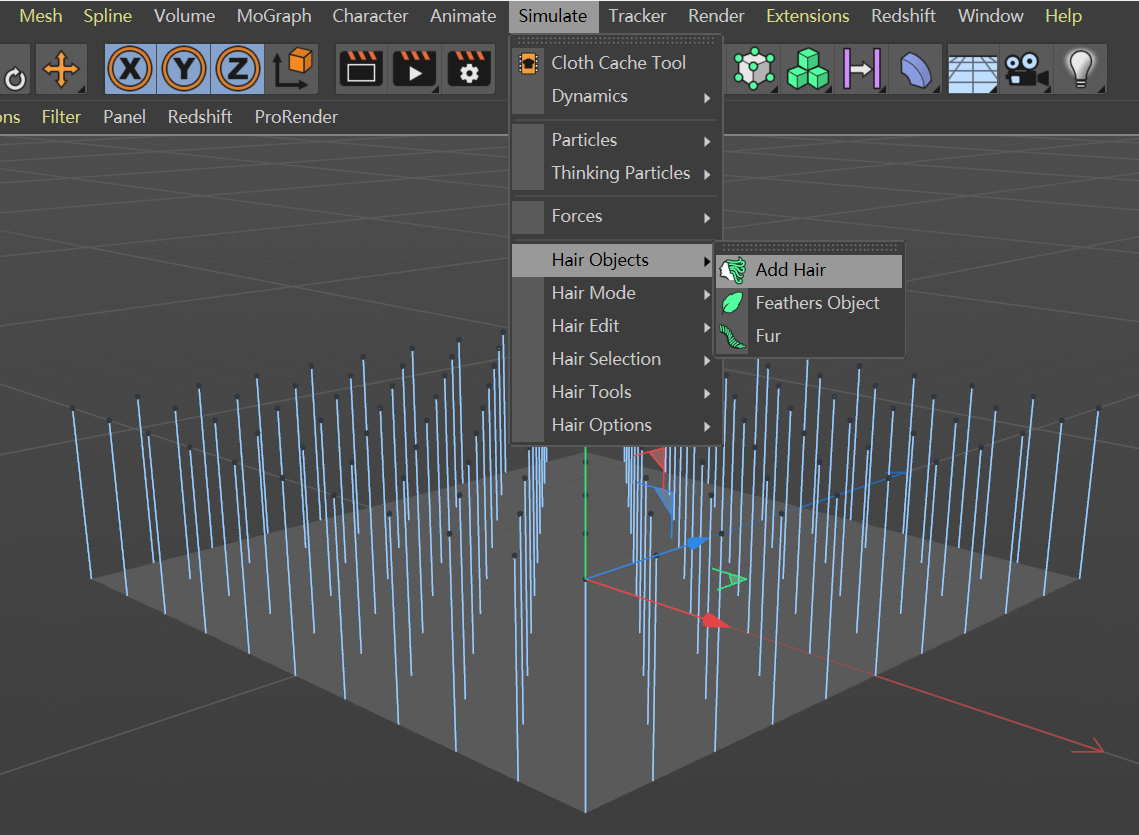 Mesh Spline Volume MoGraph Character Animate Simulate Tracker Render Extensions Redshift Window Help
X Y Z
ons Filter Panel Redshift ProRender
Cloth Cache Tool
Dynamics
Particles
Thinking Particles
Forces
Hair Objects
Add Hair
Hair Mode
Feathers Object
Hair Edit
Fur
Hair Selection
Hair Tools
Hair Options